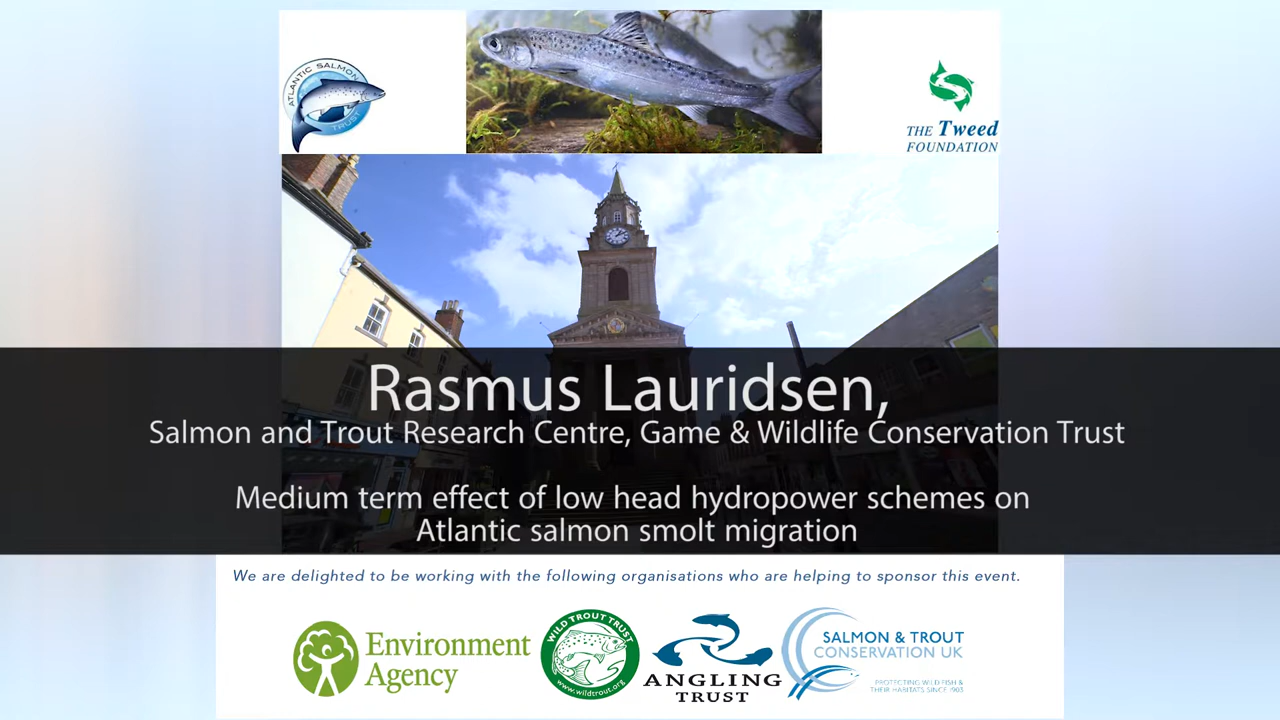 ATLANTIC SALMON
TRUST
THE Tweed
FOUNDATION
Rasmus Lauridsen,
Salmon and Trout Research Centre, Game & Wildlife Conservation Trust
Medium term effect of low head hydropower schemes on
Atlantic salmon smolt migration
We are delighted to be working with the following organisations who are helping to sponsor this event.
Environment
Agency
WILD TROUT TRUST
www.wildtrout.org
ANGLING
TRUST
SALMON & TROUT
CONSERVATION UK
PROTECTING WILD FISH &
THEIR HABITATS SINCE 1903